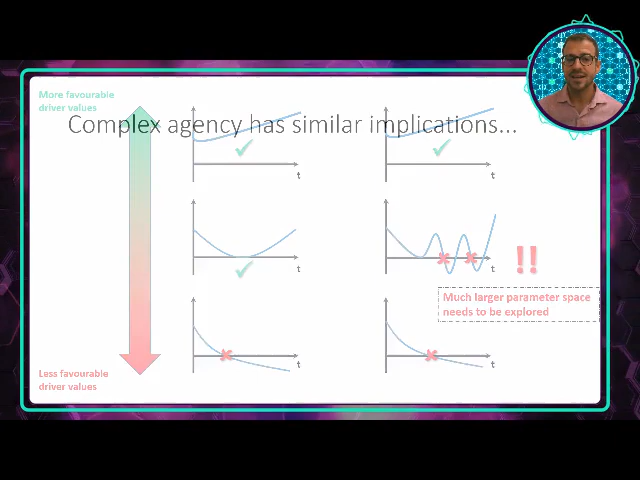 More favourable
driver values
Complex agency has similar implications...
t
t
t
t
!!
Much larger parameter space
needs to be explored
t
t
Less favourable
driver values